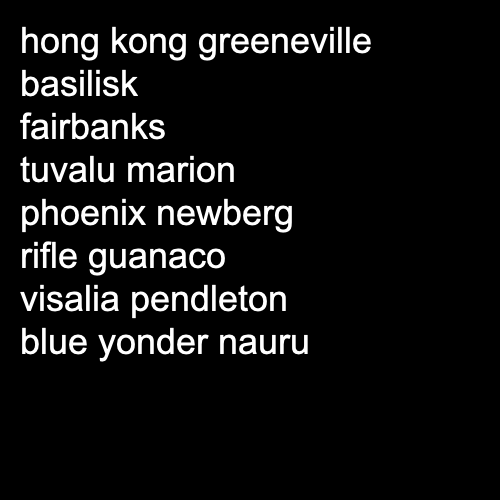 hong kong greeneville
basilisk
fairbanks
tuvalu marion
phoenix newberg
rifle guanaco
visalia pendleton
blue yonder nauru